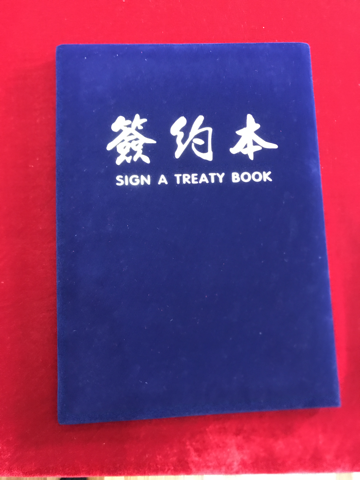 簽约本
SIGN A TREATY BOOK